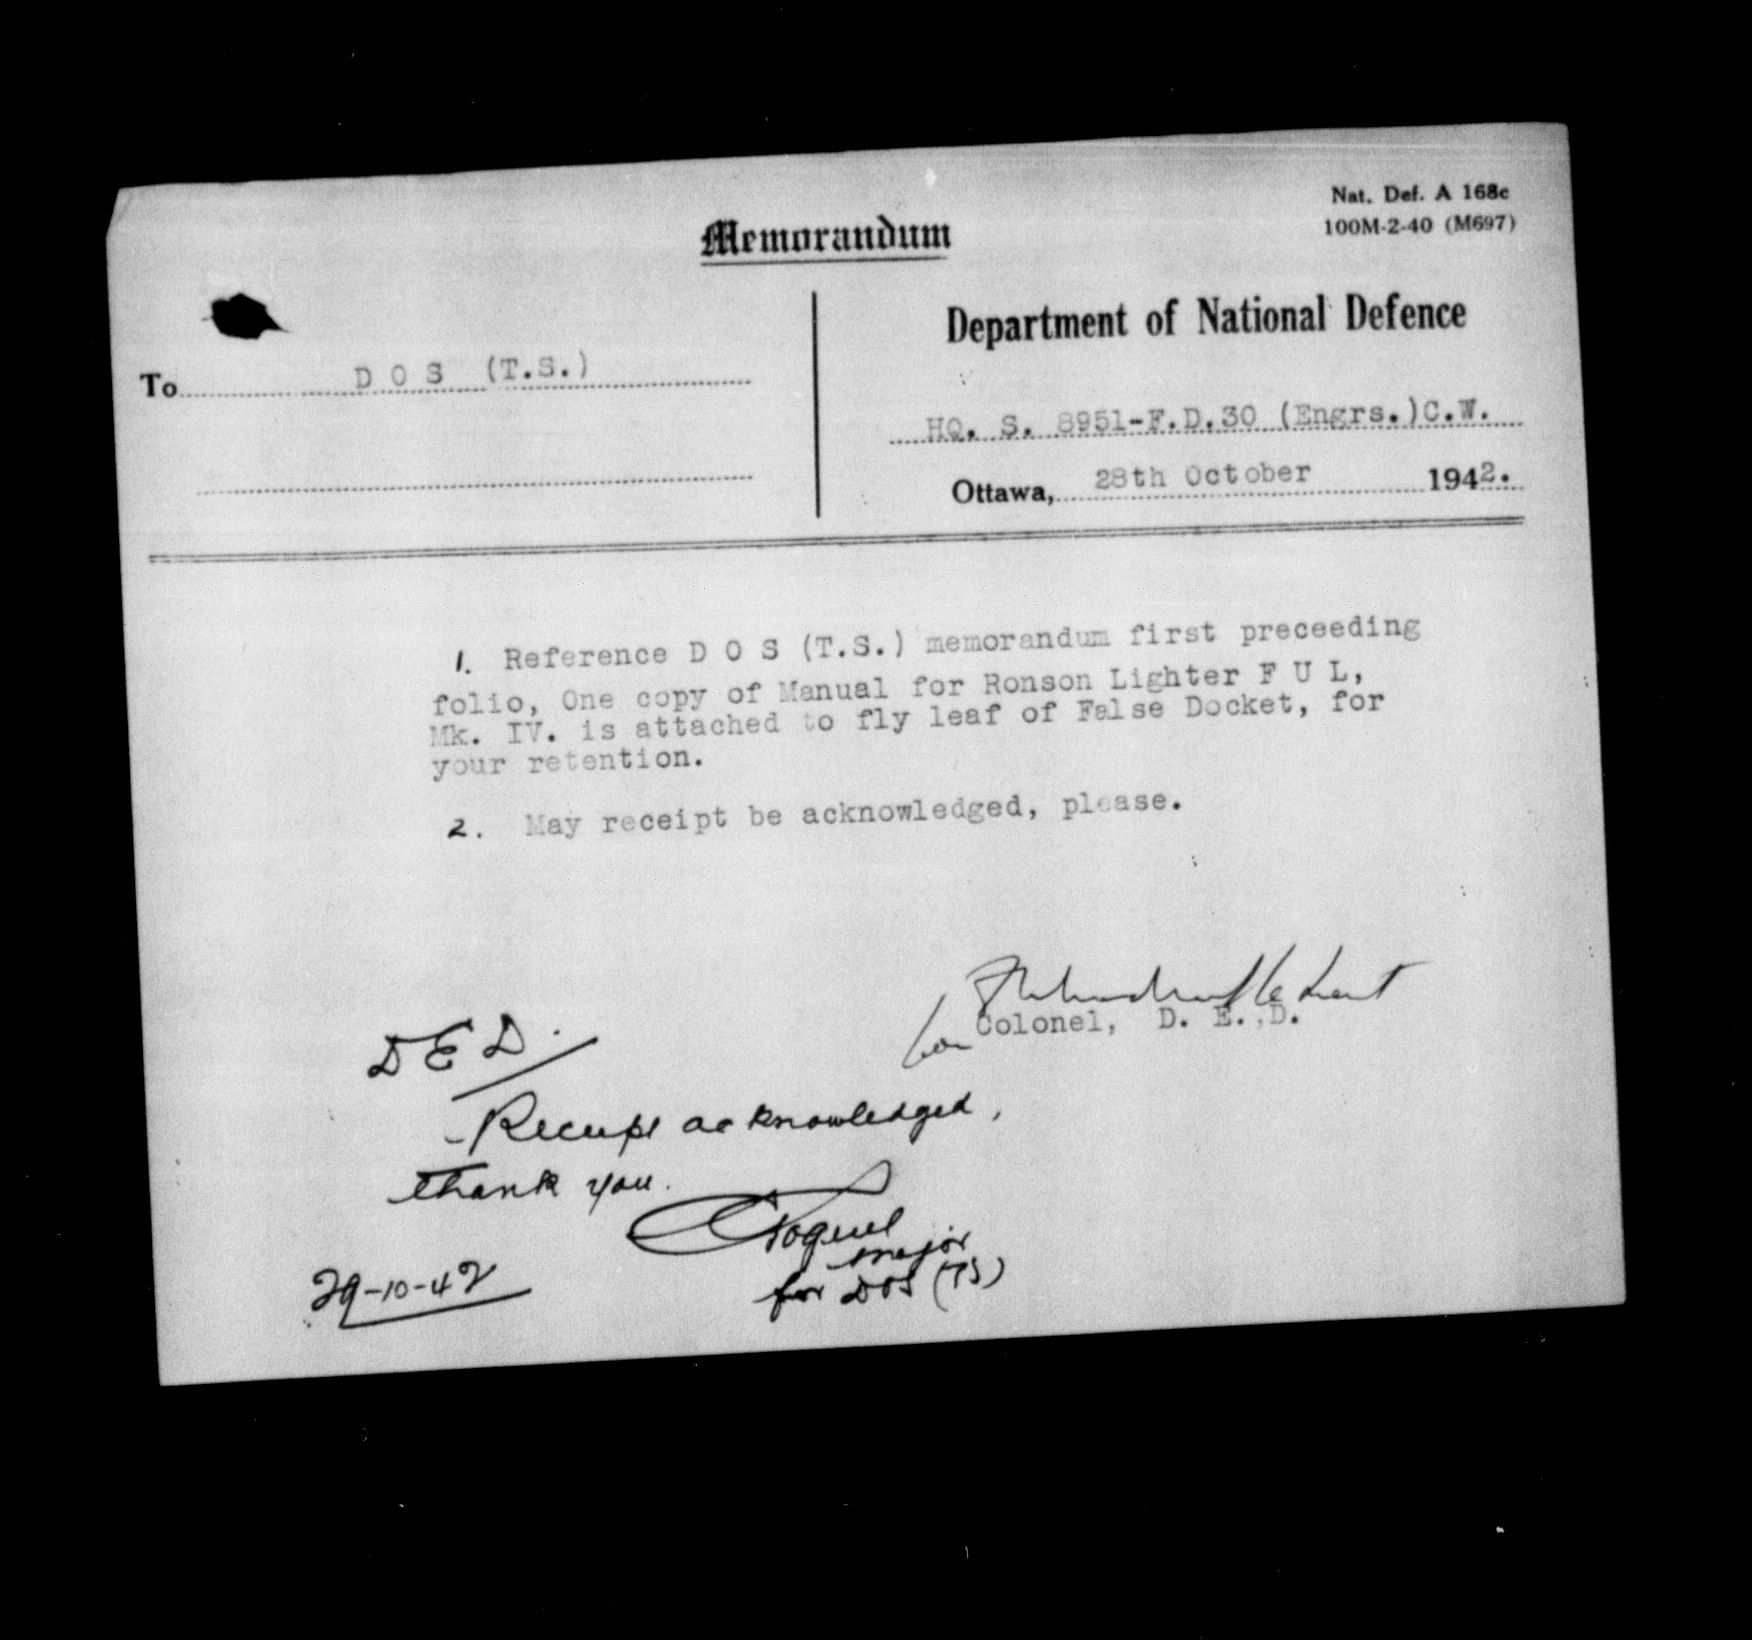 Nat. Def. A 168c
100M-2-40 (M697)
Memorandum
Department of National Defence
To D O S (T.S.)
HQ. S. 8951-F.D.30 (Engrs.)C.W.
Ottawa, 28th October 1942.
1. Reference D O S (T.S.) memorandum first preceeding
folio, One copy of Manual for Ronson Lighter F U L,
Mk. IV. is attached to fly leaf of False Docket, for
your retention.
2. May receipt be acknowledged, please.
for Colonel, D. E. D.
D E D.
- Receipt acknowledged,
thank you.
Major
for DOS (TS)
29-10-42